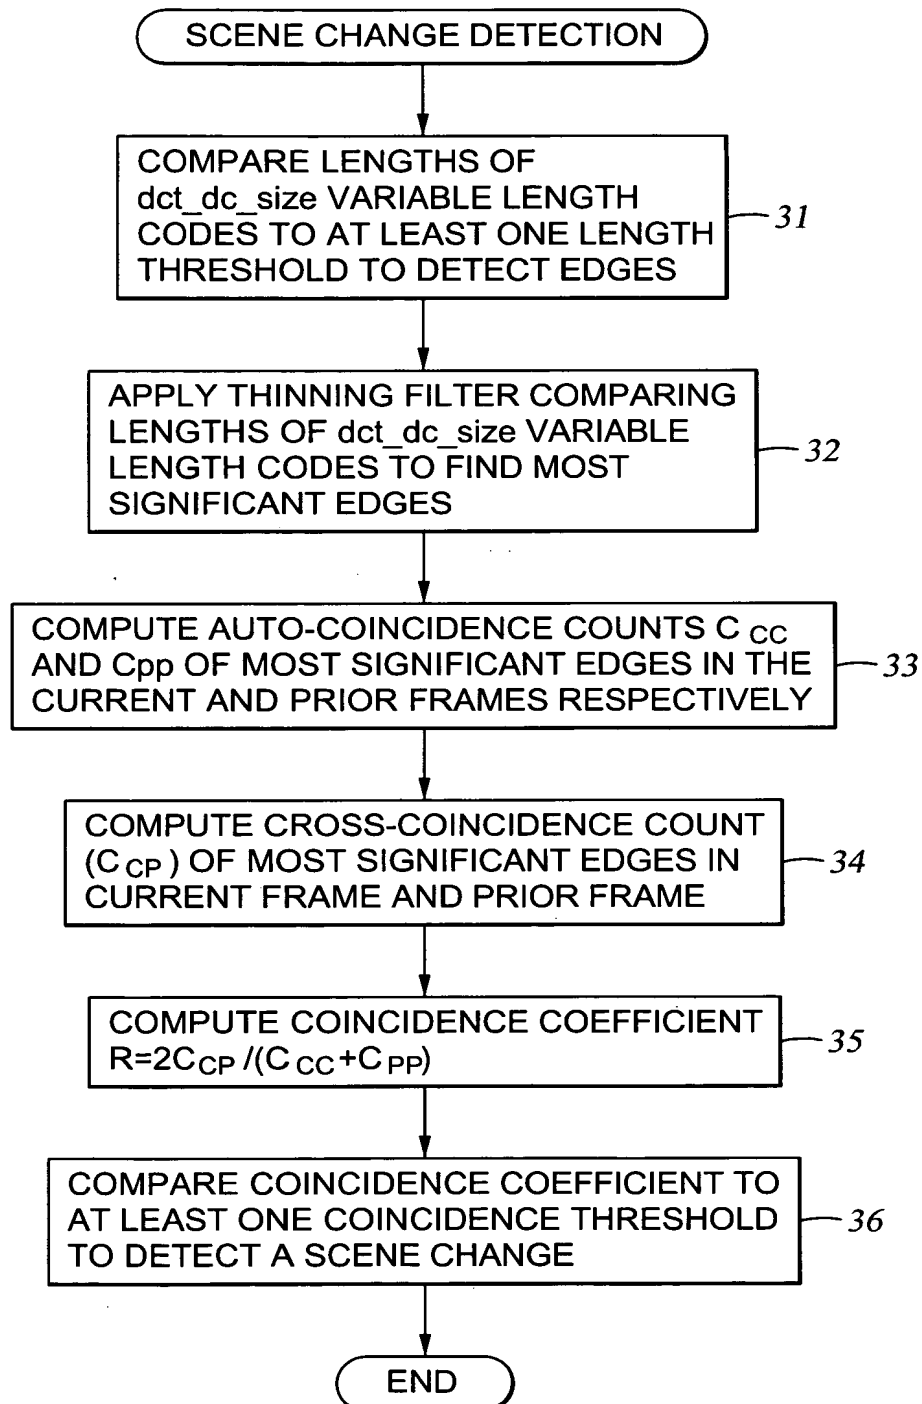 SCENE CHANGE DETECTION
COMPARE LENGTHS OF
dct_dc_size VARIABLE LENGTH
CODES TO AT LEAST ONE LENGTH
THRESHOLD TO DETECT EDGES
31
APPLY THINNING FILTER COMPARING
LENGTHS OF dct_dc_size VARIABLE
LENGTH CODES TO FIND MOST
SIGNIFICANT EDGES
32
COMPUTE AUTO-COINCIDENCE COUNTS C CC
AND Cpp OF MOST SIGNIFICANT EDGES IN THE
CURRENT AND PRIOR FRAMES RESPECTIVELY
33
COMPUTE CROSS-COINCIDENCE COUNT
(C CP) OF MOST SIGNIFICANT EDGES IN
CURRENT FRAME AND PRIOR FRAME
34
COMPUTE COINCIDENCE COEFFICIENT
R=2C CP /(C CC+C PP)
35
COMPARE COINCIDENCE COEFFICIENT TO
AT LEAST ONE COINCIDENCE THRESHOLD
TO DETECT A SCENE CHANGE
36
END